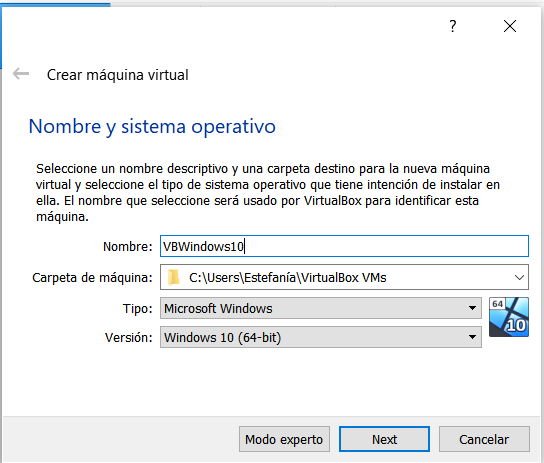 ?
Crear máquina virtual
Nombre y sistema operativo
Seleccione un nombre descriptivo y una carpeta destino para la nueva máquina
virtual y seleccione el tipo de sistema operativo que tiene intención de instalar en
ella. El nombre que seleccione será usado por VirtualBox para identificar esta
máquina.
Nombre: VBWindows10
Carpeta de máquina: C:\Users\Estefanía\VirtualBox VMs
Tipo: Microsoft Windows
64
Versión: Windows 10 (64-bit)
10
Modo experto Next Cancelar